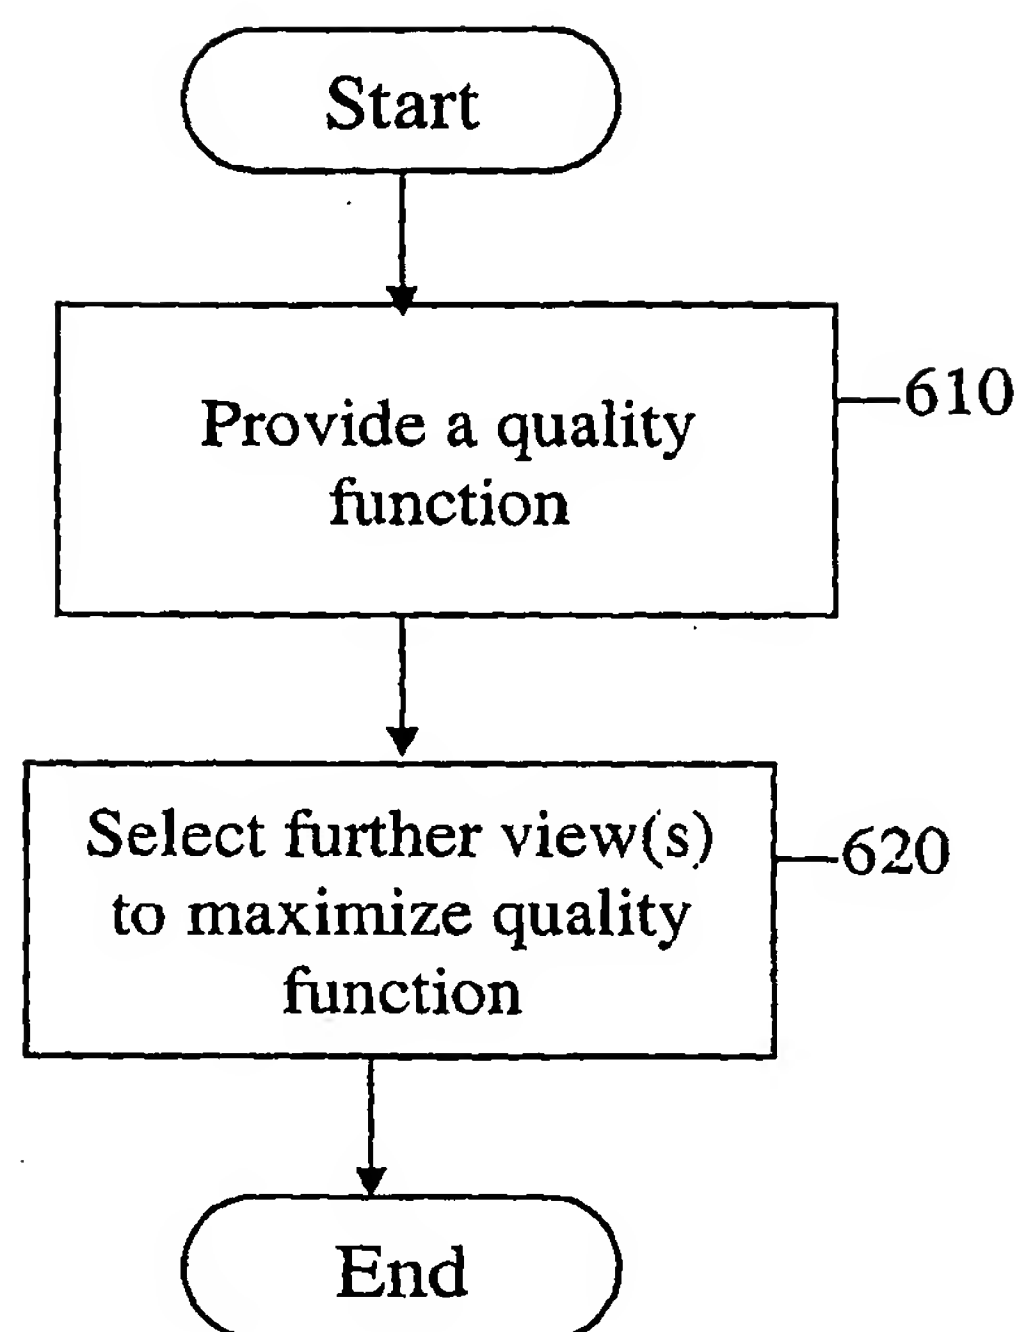 Start
Provide a quality
function
610
Select further view(s)
to maximize quality
function
620
End